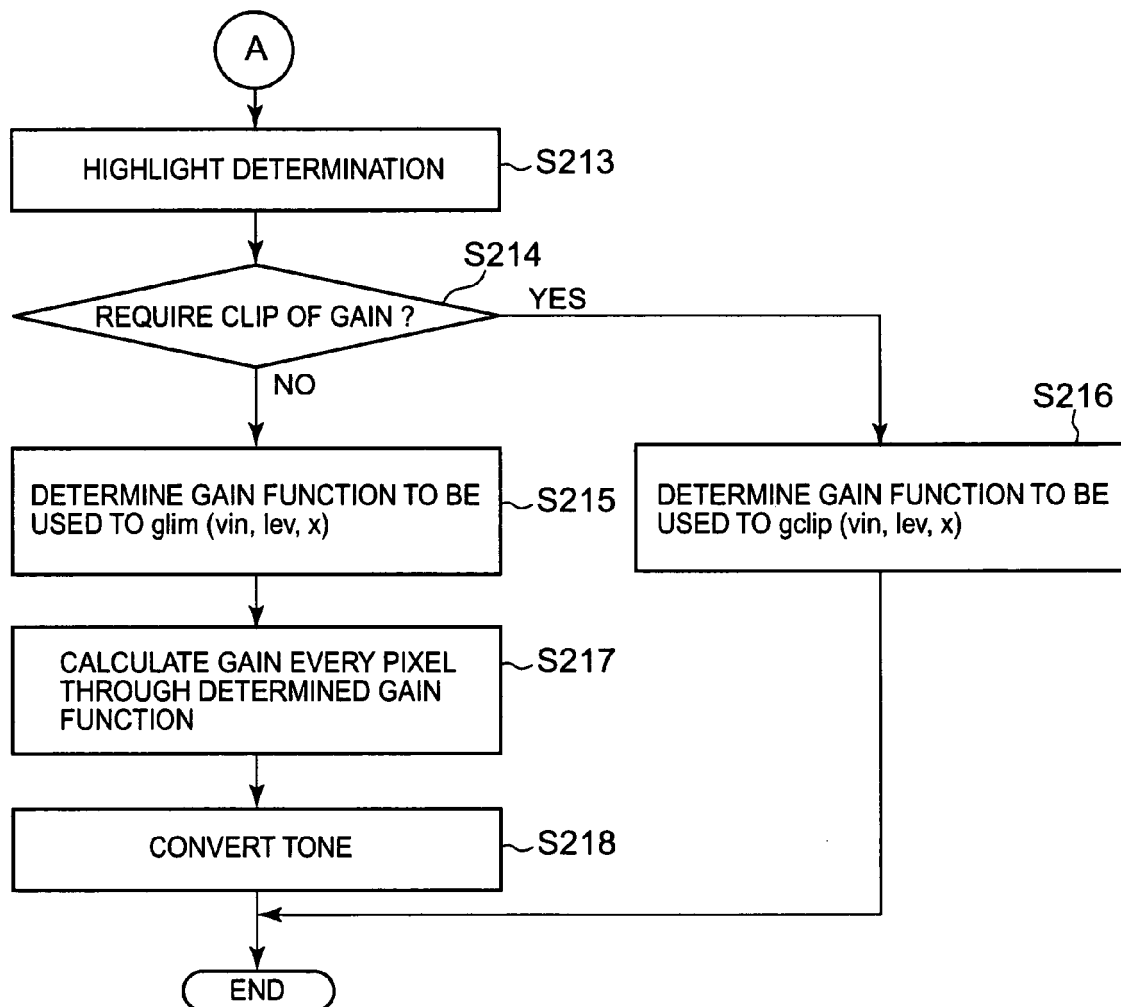 A
HIGHLIGHT DETERMINATION
S213
S214
REQUIRE CLIP OF GAIN ?
YES
NO
S216
DETERMINE GAIN FUNCTION TO BE
USED TO glim (vin, lev, x)
S215
DETERMINE GAIN FUNCTION TO BE
USED TO gclip (vin, lev, x)
CALCULATE GAIN EVERY PIXEL
THROUGH DETERMINED GAIN
FUNCTION
S217
CONVERT TONE
S218
END